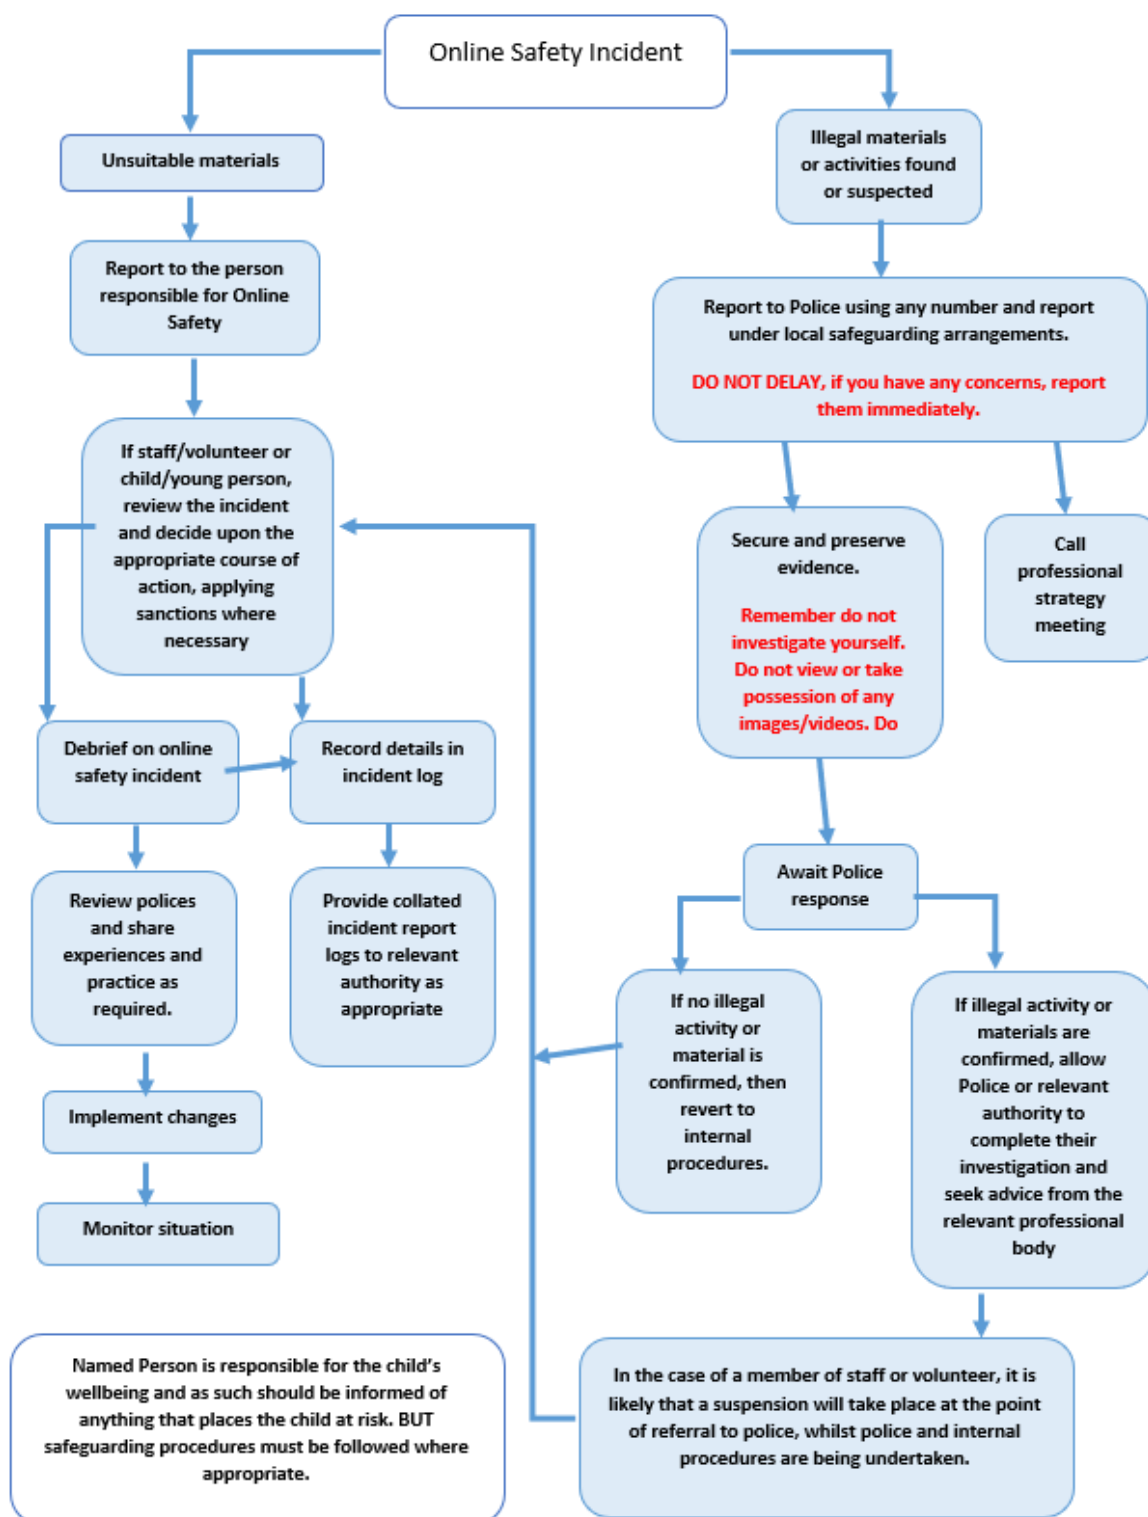 Online Safety Incident
Unsuitable materials
Report to the person
responsible for Online
Safety
If staff/volunteer or
child/young person,
review the incident
and decide upon the
appropriate course of
action, applying
sanctions where
necessary
Debrief on online
safety incident
Record details in
incident log
Review polices
and share
experiences and
practice as
required.
Provide collated
incident report
logs to relevant
authority as
appropriate
Implement changes
Monitor situation
Named Person is responsible for the child’s
wellbeing and as such should be informed of
anything that places the child at risk. BUT
safeguarding procedures must be followed where
appropriate.
Illegal materials
or activities found
or suspected
Report to Police using any number and report
under local safeguarding arrangements.
DO NOT DELAY, if you have any concerns, report
them immediately.
Secure and preserve
evidence.
Remember do not
investigate yourself.
Do not view or take
possession of any
images/videos. Do
Call
professional
strategy
meeting
Await Police
response
If no illegal
activity or
material is
confirmed, then
revert to
internal
procedures.
If illegal activity or
materials are
confirmed, allow
Police or relevant
authority to
complete their
investigation and
seek advice from the
relevant professional
body
In the case of a member of staff or volunteer, it is
likely that a suspension will take place at the point
of referral to police, whilst police and internal
procedures are being undertaken.